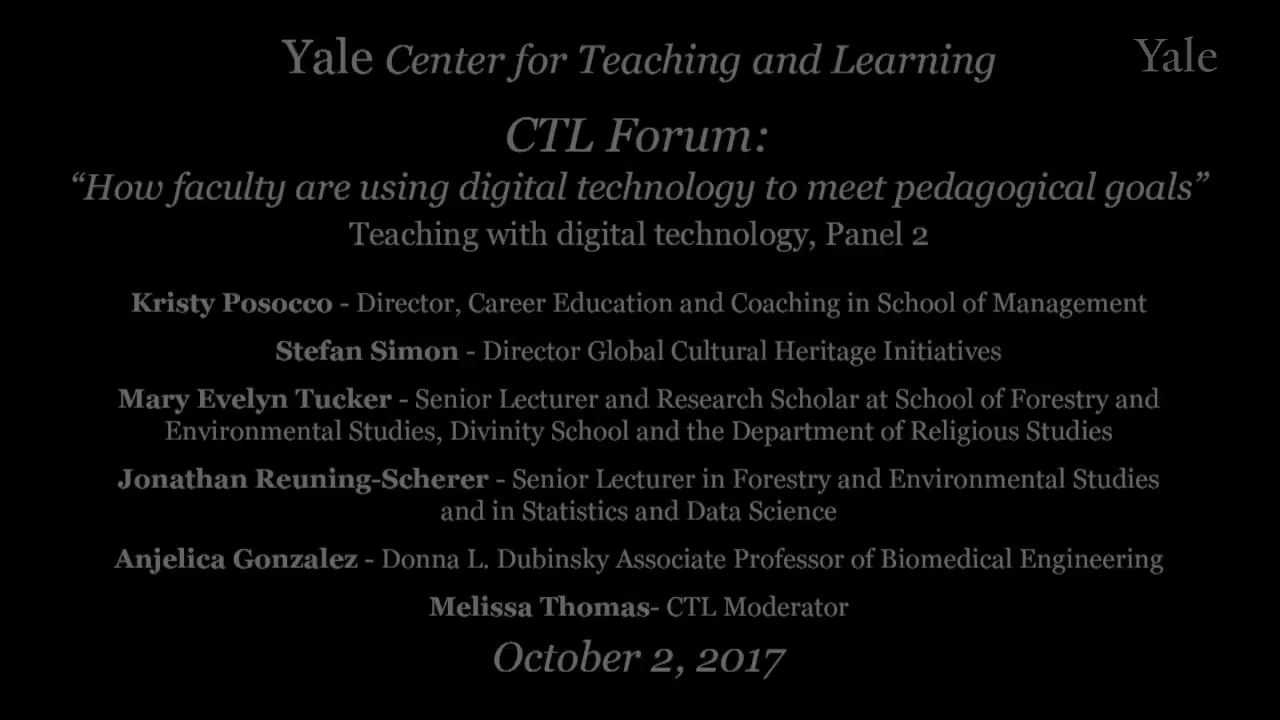 Yale Center for Teaching and Learning
Yale
CTL Forum:
“How faculty are using digital technology to meet pedagogical goals”
Teaching with digital technology, Panel 2
Kristy Posocco - Director, Career Education and Coaching in School of Management
Stefan Simon - Director Global Cultural Heritage Initiatives
Mary Evelyn Tucker - Senior Lecturer and Research Scholar at School of Forestry and
Environmental Studies, Divinity School and the Department of Religious Studies
Jonathan Reuning-Scherer - Senior Lecturer in Forestry and Environmental Studies
and in Statistics and Data Science
Anjelica Gonzalez - Donna L. Dubinsky Associate Professor of Biomedical Engineering
Melissa Thomas- CTL Moderator
October 2, 2017